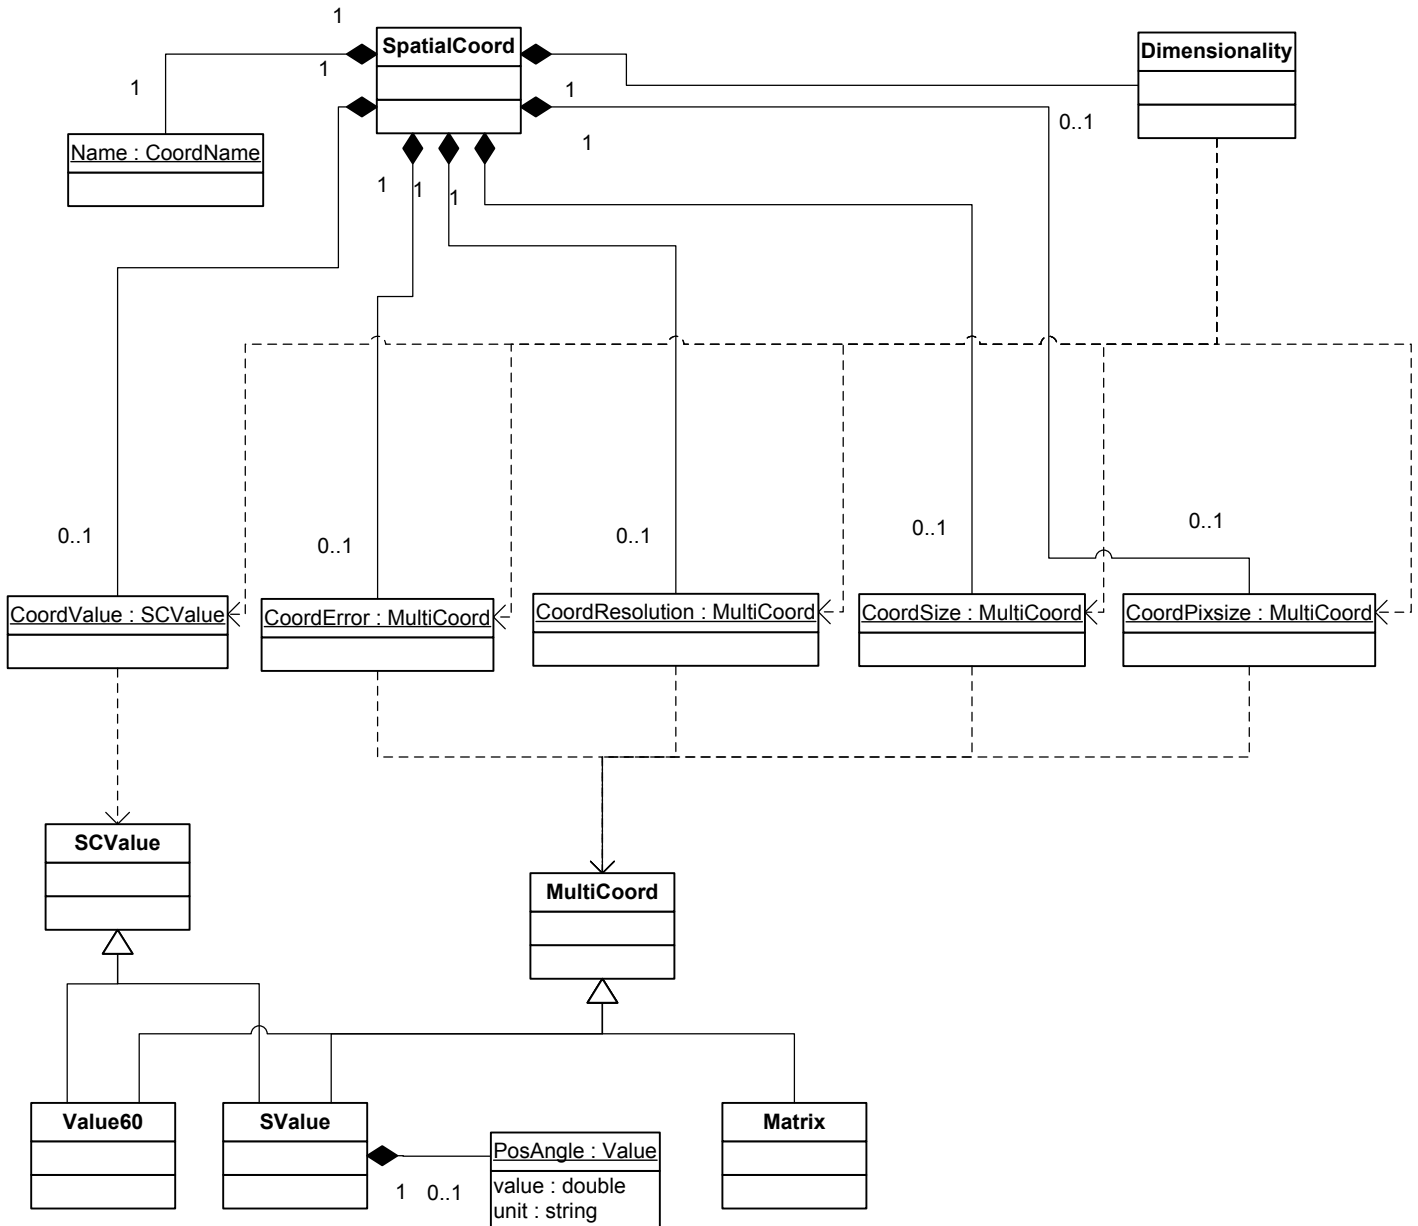 1
SpatialCoord
Dimensionality
1
1
1
0..1
1
Name : CoordName
1
1
1
0..1
0..1
0..1
0..1
0..1
CoordValue : SCValue
CoordError : MultiCoord
CoordResolution : MultiCoord
CoordSize : MultiCoord
CoordPixsize : MultiCoord
SCValue
MultiCoord
Value60
SValue
Matrix
PosAngle : Value
value : double
unit : string
1
0..1